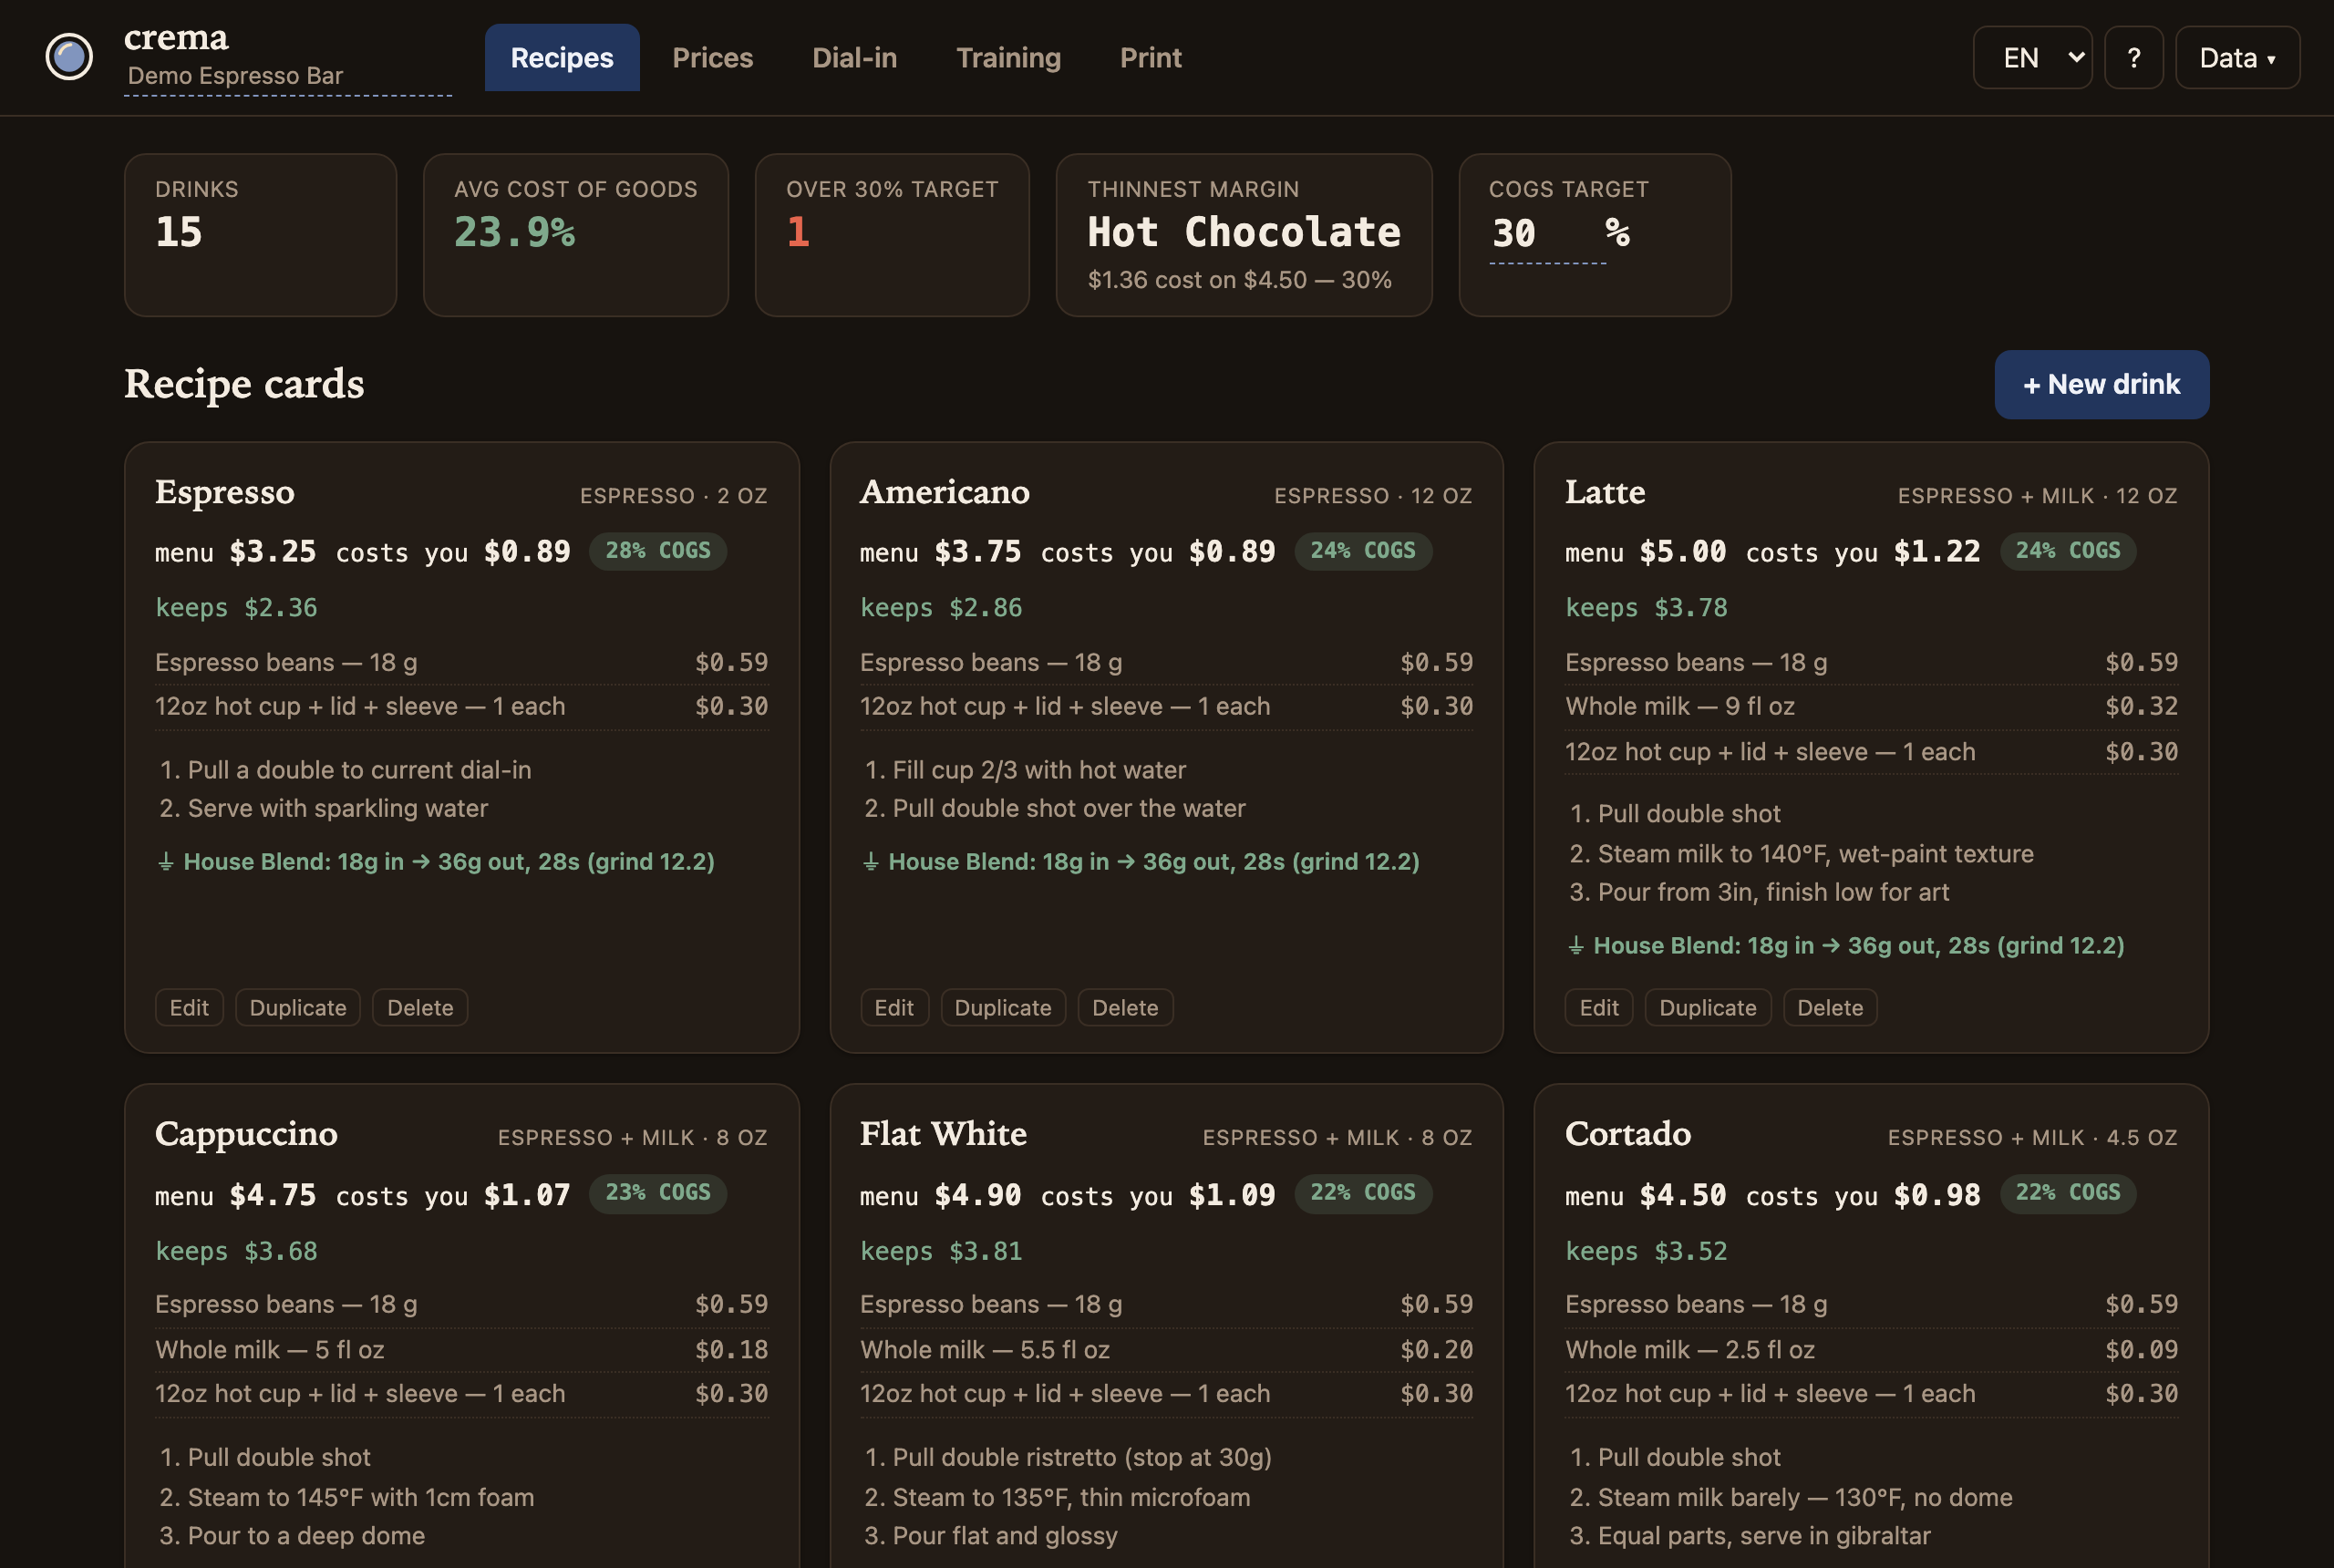 crema
Demo Espresso Bar
Recipes
Prices
Dial-in
Training
Print
EN
?
Data ▾
DRINKS
15
AVG COST OF GOODS
23.9%
OVER 30% TARGET
1
THINNEST MARGIN
Hot Chocolate
$1.36 cost on $4.50 — 30%
COGS TARGET
30 %
Recipe cards
+ New drink
Espresso
ESPRESSO · 2 OZ
menu $3.25 costs you $0.89 28% COGS
keeps $2.36
Espresso beans — 18 g $0.59
12oz hot cup + lid + sleeve — 1 each $0.30
1. Pull a double to current dial-in
2. Serve with sparkling water
⏚ House Blend: 18g in → 36g out, 28s (grind 12.2)
Edit Duplicate Delete
Americano
ESPRESSO · 12 OZ
menu $3.75 costs you $0.89 24% COGS
keeps $2.86
Espresso beans — 18 g $0.59
12oz hot cup + lid + sleeve — 1 each $0.30
1. Fill cup 2/3 with hot water
2. Pull double shot over the water
⏚ House Blend: 18g in → 36g out, 28s (grind 12.2)
Edit Duplicate Delete
Latte
ESPRESSO + MILK · 12 OZ
menu $5.00 costs you $1.22 24% COGS
keeps $3.78
Espresso beans — 18 g $0.59
Whole milk — 9 fl oz $0.32
12oz hot cup + lid + sleeve — 1 each $0.30
1. Pull double shot
2. Steam milk to 140°F, wet-paint texture
3. Pour from 3in, finish low for art
⏚ House Blend: 18g in → 36g out, 28s (grind 12.2)
Edit Duplicate Delete
Cappuccino
ESPRESSO + MILK · 8 OZ
menu $4.75 costs you $1.07 23% COGS
keeps $3.68
Espresso beans — 18 g $0.59
Whole milk — 5 fl oz $0.18
12oz hot cup + lid + sleeve — 1 each $0.30
1. Pull double shot
2. Steam to 145°F with 1cm foam
3. Pour to a deep dome
Flat White
ESPRESSO + MILK · 8 OZ
menu $4.90 costs you $1.09 22% COGS
keeps $3.81
Espresso beans — 18 g $0.59
Whole milk — 5.5 fl oz $0.20
12oz hot cup + lid + sleeve — 1 each $0.30
1. Pull double ristretto (stop at 30g)
2. Steam to 135°F, thin microfoam
3. Pour flat and glossy
Cortado
ESPRESSO + MILK · 4.5 OZ
menu $4.50 costs you $0.98 22% COGS
keeps $3.52
Espresso beans — 18 g $0.59
Whole milk — 2.5 fl oz $0.09
12oz hot cup + lid + sleeve — 1 each $0.30
1. Pull double shot
2. Steam milk barely — 130°F, no dome
3. Equal parts, serve in gibraltar